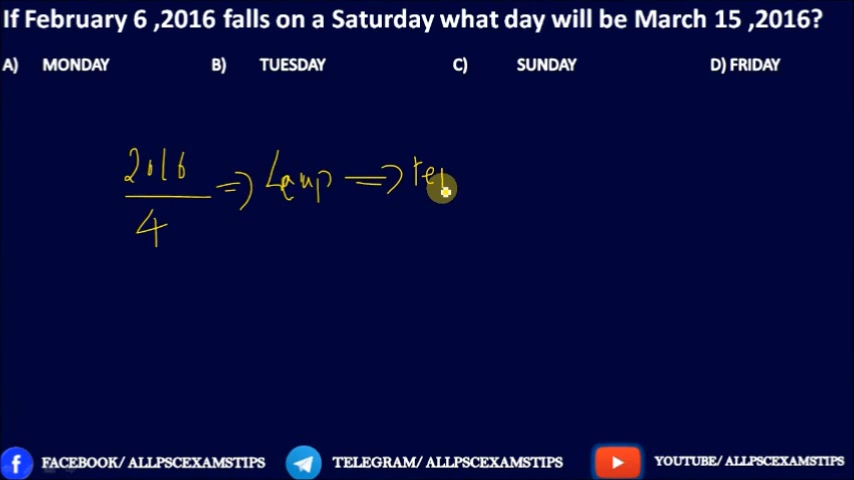 If February 6 ,2016 falls on a Saturday what day will be March 15 ,2016?
A) MONDAY B) TUESDAY C) SUNDAY D) FRIDAY
2016
4
⇒ Leap ⇒ Fe
FACEBOOK/ ALLPSCEXAMSTIPS TELEGRAM/ ALLPSCEXAMSTIPS YOUTUBE/ ALLPSCEXAMSTIPS